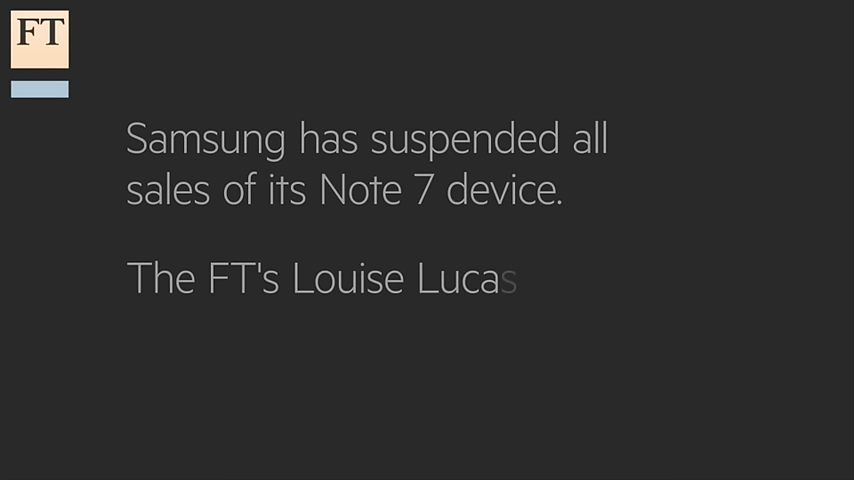 FT
Samsung has suspended all
sales of its Note 7 device.
The FT's Louise Lucas